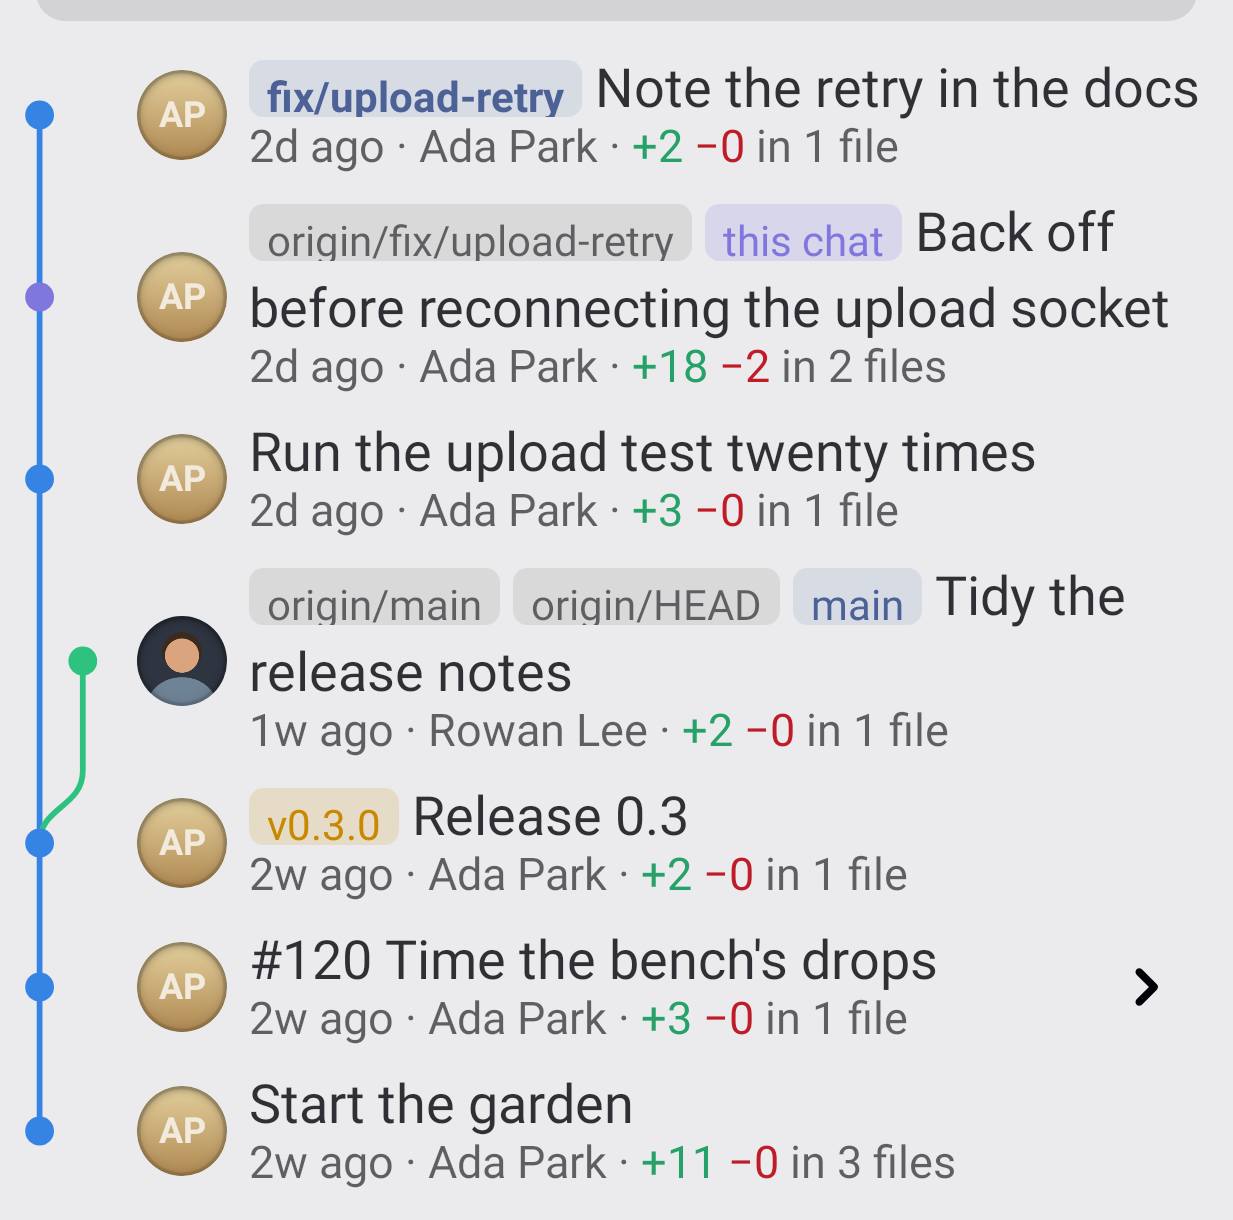 AP fix/upload-retry Note the retry in the docs
2d ago · Ada Park · +2 −0 in 1 file
origin/fix/upload-retry this chat Back off
AP before reconnecting the upload socket
2d ago · Ada Park · +18 −2 in 2 files
AP Run the upload test twenty times
2d ago · Ada Park · +3 −0 in 1 file
origin/main origin/HEAD main Tidy the
release notes
1w ago · Rowan Lee · +2 −0 in 1 file
AP v0.3.0 Release 0.3
2w ago · Ada Park · +2 −0 in 1 file
AP #120 Time the bench's drops
2w ago · Ada Park · +3 −0 in 1 file
AP Start the garden
2w ago · Ada Park · +11 −0 in 3 files